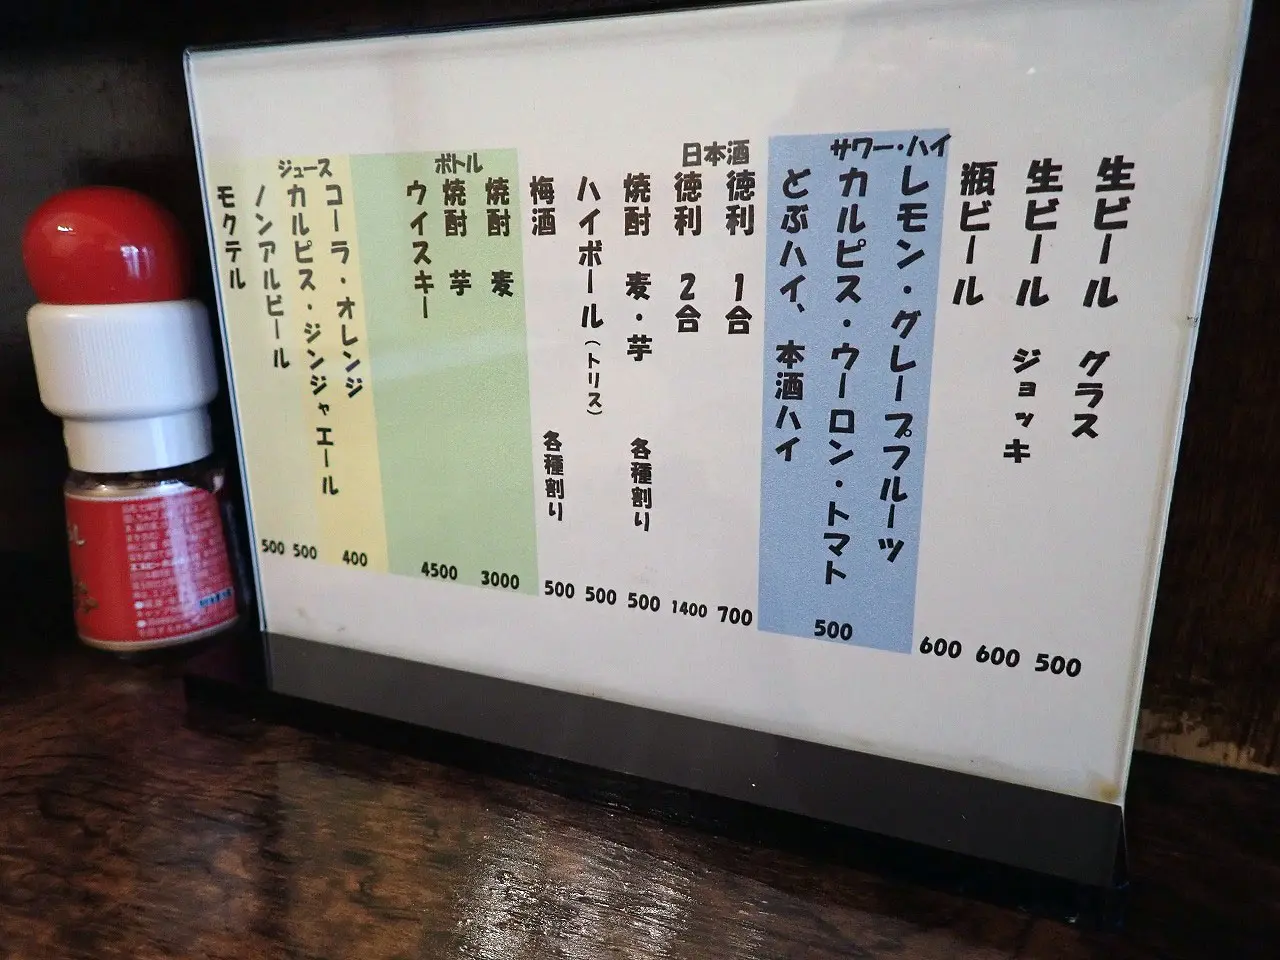 生ビール グラス 500
生ビール ジョッキ 600
瓶ビール 600
サワー・ハイ
レモン・グレープフルーツ
カルピス・ウーロン・トマト 500
どぶハイ、本酒ハイ
日本酒
徳利 1合 700
徳利 2合 1400
焼酎 麦・芋 各種割り 500
ハイボール(トリス) 500
梅酒 各種割り 500
ボトル
焼酎 麦 3000
焼酎 芋
ウイスキー 4500
ジュース
コーラ・オレンジ 400
カルピス・ジンジャエール
ノンアルビール 500
モクテル 500